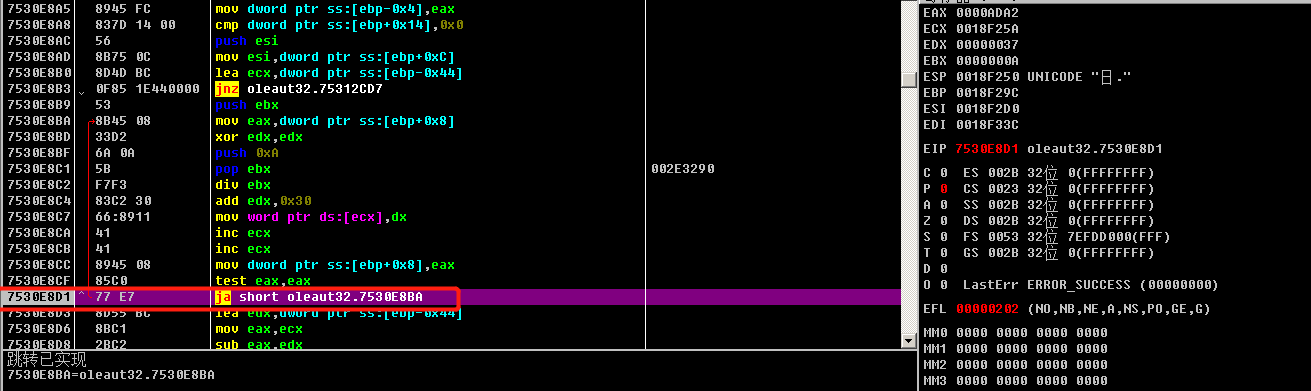 7530E8A5 8945 FC mov dword ptr ss:[ebp-0x4],eax
7530E8A8 837D 14 00 cmp dword ptr ss:[ebp+0x14],0x0
7530E8AC 56 push esi
7530E8AD 8B75 0C mov esi,dword ptr ss:[ebp+0xC]
7530E8B0 8D4D BC lea ecx,dword ptr ss:[ebp-0x44]
7530E8B3 0F85 1E440000 jnz oleaut32.75312CD7
7530E8B9 53 push ebx
7530E8BA 8B45 08 mov eax,dword ptr ss:[ebp+0x8]
7530E8BD 33D2 xor edx,edx
7530E8BF 6A 0A push 0xA
7530E8C1 5B pop ebx 002E3290
7530E8C2 F7F3 div ebx
7530E8C4 83C2 30 add edx,0x30
7530E8C7 66:8911 mov word ptr ds:[ecx],dx
7530E8CA 41 inc ecx
7530E8CB 41 inc ecx
7530E8CC 8945 08 mov dword ptr ss:[ebp+0x8],eax
7530E8CF 85C0 test eax,eax
7530E8D1 77 E7 ja short oleaut32.7530E8BA
7530E8D3 8D55 BC lea edx,dword ptr ss:[ebp-0x44]
7530E8D6 8BC1 mov eax,ecx
7530E8D8 2BC2 sub eax,edx
跳转已实现
7530E8BA=oleaut32.7530E8BA
EAX 0000ADA2
ECX 0018F25A
EDX 00000037
EBX 0000000A
ESP 0018F250 UNICODE "日."
EBP 0018F29C
ESI 0018F2D0
EDI 0018F33C
EIP 7530E8D1 oleaut32.7530E8D1
C 0 ES 002B 32位 0(FFFFFFFF)
P 0 CS 0023 32位 0(FFFFFFFF)
A 0 SS 002B 32位 0(FFFFFFFF)
Z 0 DS 002B 32位 0(FFFFFFFF)
S 0 FS 0053 32位 7EFDD000(FFF)
T 0 GS 002B 32位 0(FFFFFFFF)
D 0
O 0 LastErr ERROR_SUCCESS (00000000)
EFL 00000202 (NO,NB,NE,A,NS,PO,GE,G)
MM0 0000 0000 0000 0000
MM1 0000 0000 0000 0000
MM2 0000 0000 0000 0000
MM3 0000 0000 0000 0000